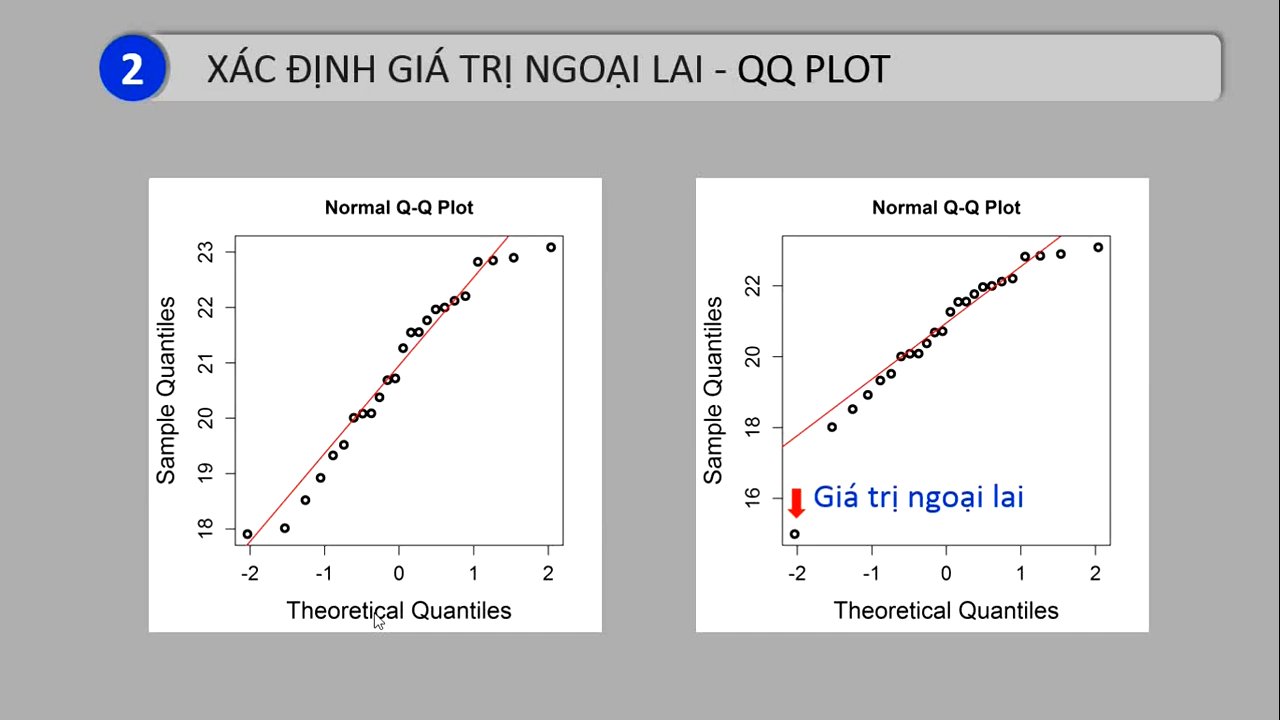 2
XÁC ĐỊNH GIÁ TRỊ NGOẠI LAI - QQ PLOT
Normal Q-Q Plot
Sample Quantiles
23
22
21
20
19
18
-2 -1 0 1 2
Theoretical Quantiles
Normal Q-Q Plot
Sample Quantiles
22
20
18
16
Giá trị ngoại lai
-2 -1 0 1 2
Theoretical Quantiles